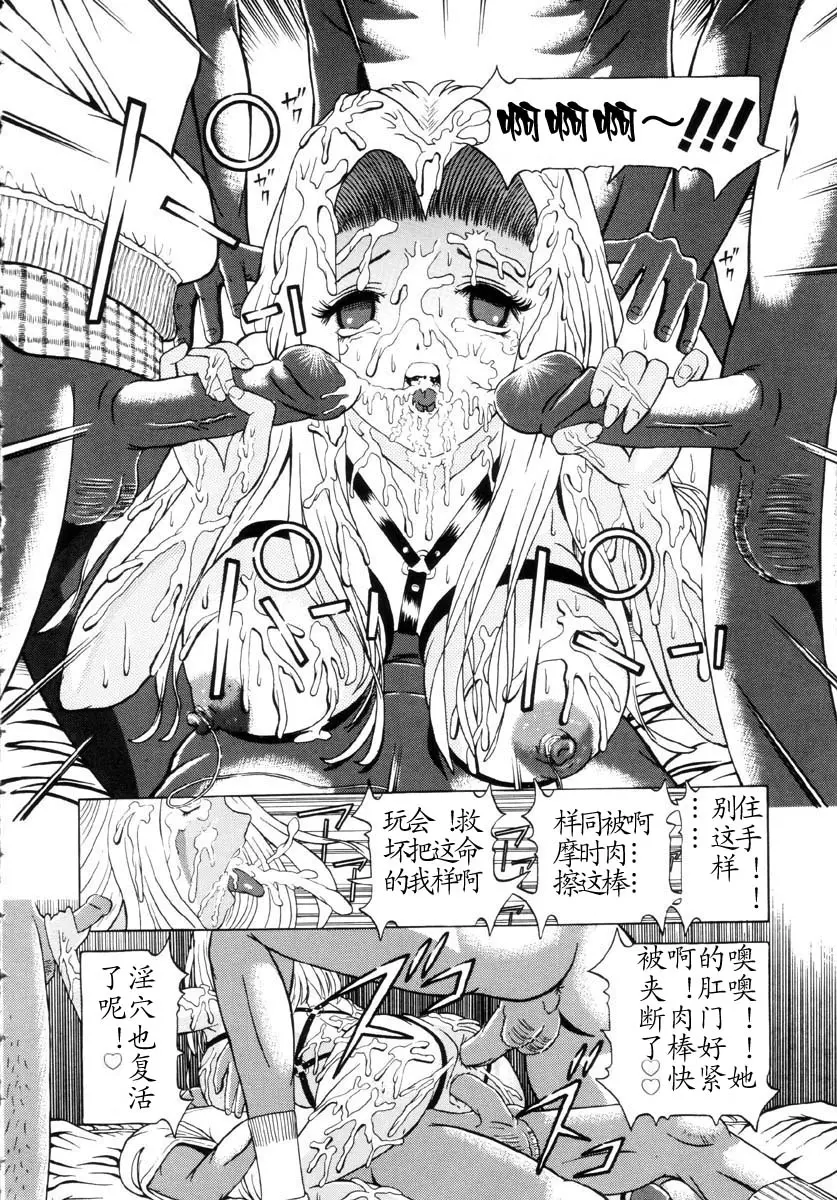 啊啊啊～!!!
住手!!
别这样
……
啊……
被肉棒
同时这
样摩擦
救命啊
!这样
会把我
玩坏的
噢噢!!她
的肛门好紧
啊!肉棒快
被夹断了♡♡
淫穴也复活
了呢!♡